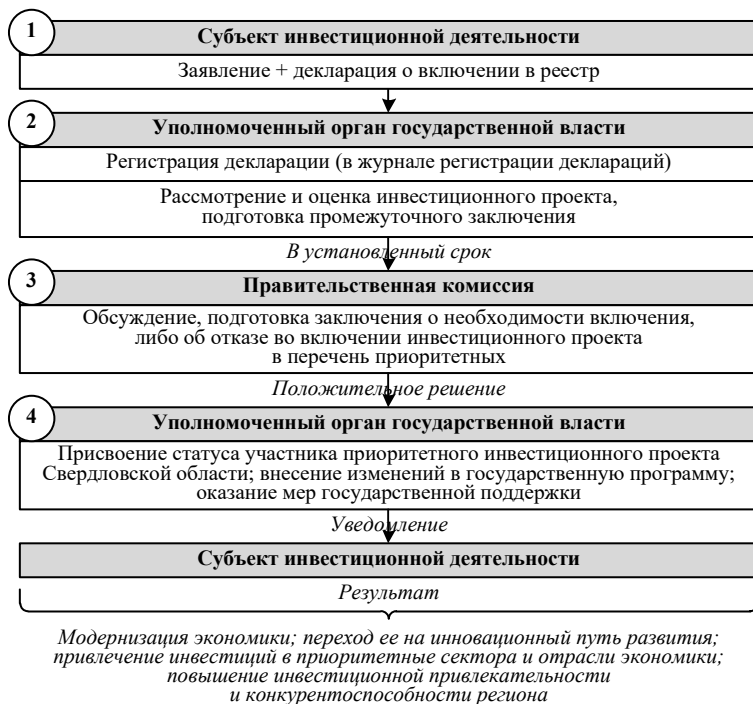 1
Субъект инвестиционной деятельности
Заявление + декларация о включении в реестр
2
Уполномоченный орган государственной власти
Регистрация декларации (в журнале регистрации деклараций)
Рассмотрение и оценка инвестиционного проекта,
подготовка промежуточного заключения
В установленный срок
3
Правительственная комиссия
Обсуждение, подготовка заключения о необходимости включения,
либо об отказе во включении инвестиционного проекта
в перечень приоритетных
Положительное решение
4
Уполномоченный орган государственной власти
Присвоение статуса участника приоритетного инвестиционного проекта
Свердловской области; внесение изменений в государственную программу;
оказание мер государственной поддержки
Уведомление
Субъект инвестиционной деятельности
Результат
Модернизация экономики; переход ее на инновационный путь развития;
привлечение инвестиций в приоритетные сектора и отрасли экономики;
повышение инвестиционной привлекательности
и конкурентоспособности региона